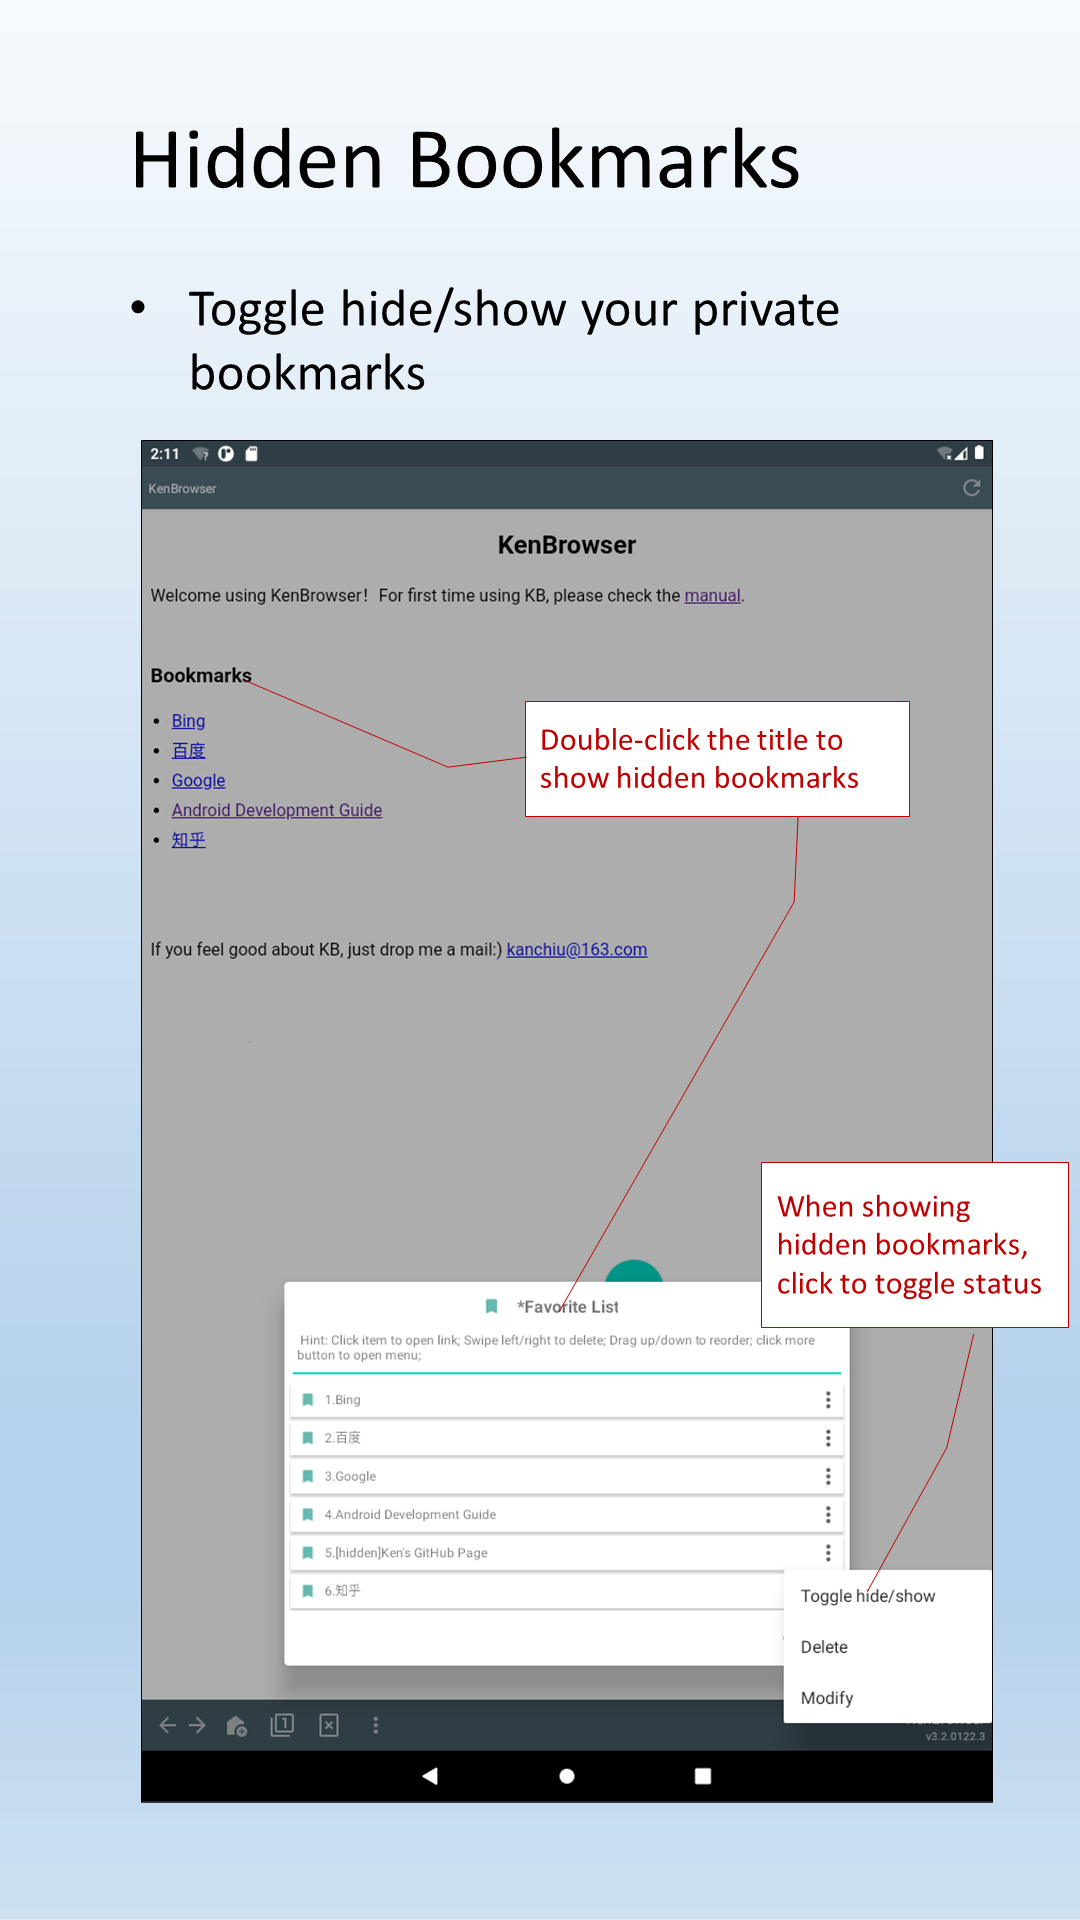 Hidden Bookmarks
• Toggle hide/show your private
bookmarks
2:11
KenBrowser
KenBrowser
Welcome using KenBrowser！For first time using KB, please check the manual.
Bookmarks
• Bing
• 百度
• Google
• Android Development Guide
• 知乎
Double-click the title to
show hidden bookmarks
If you feel good about KB, just drop me a mail:) kanchiu@163.com
When showing
hidden bookmarks,
click to toggle status
*Favorite List
Hint: Click item to open link; Swipe left/right to delete; Drag up/down to reorder; click more
button to open menu;
1.Bing
2.百度
3.Google
4.Android Development Guide
5.[hidden]Ken's GitHub Page
6.知乎
Toggle hide/show
Delete
Modify
1
v3.2.0122.3